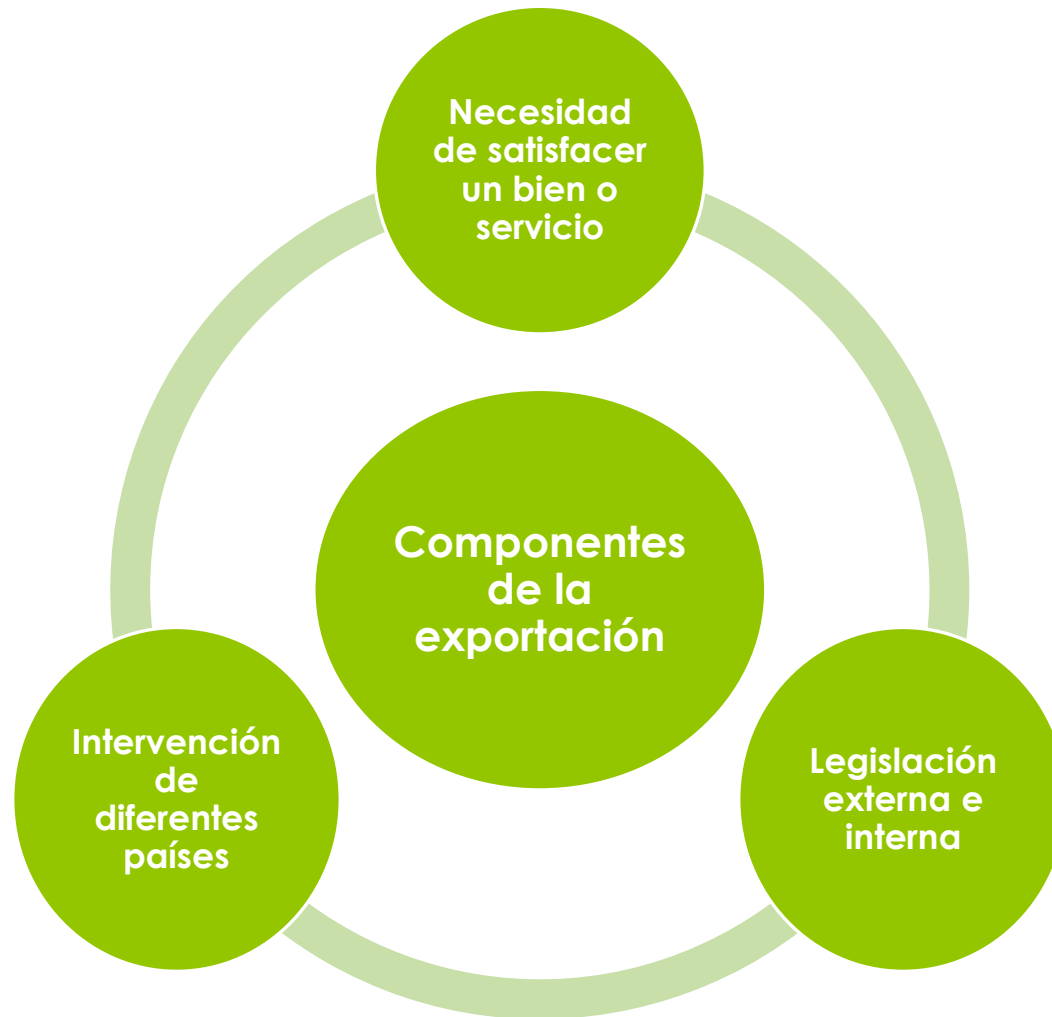 Necesidad
de satisfacer
un bien o
servicio
Componentes
de la
exportación
Intervención
de
diferentes
países
Legislación
externa e
interna